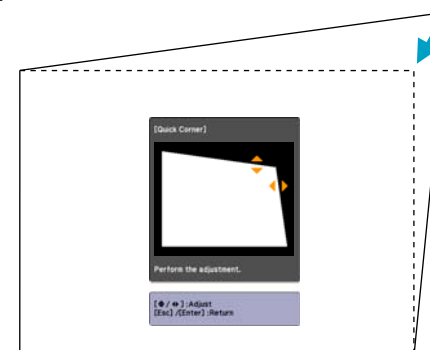 [Quick Corner]
Perform the adjustment.
[ / ] :Adjust
[Esc] /[Enter] :Return